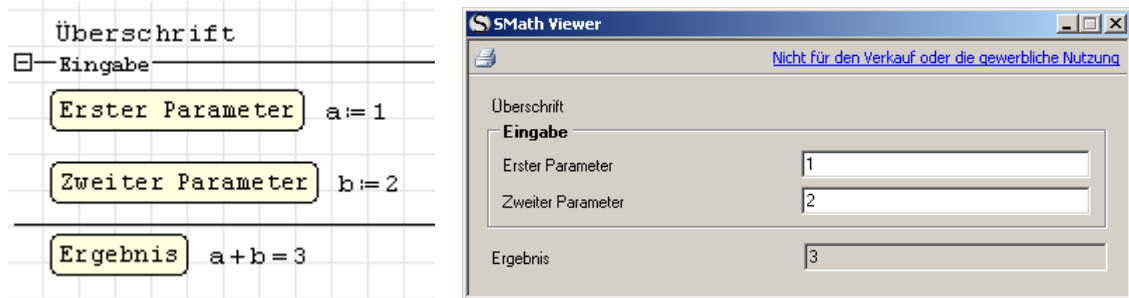 Überschrift
Eingabe
Erster Parameter a:=1
Zweiter Parameter b:=2
Ergebnis a+b=3
SMath Viewer
Nicht für den Verkauf oder die gewerbliche Nutzung
Überschrift
Eingabe
Erster Parameter 1
Zweiter Parameter 2
Ergebnis 3